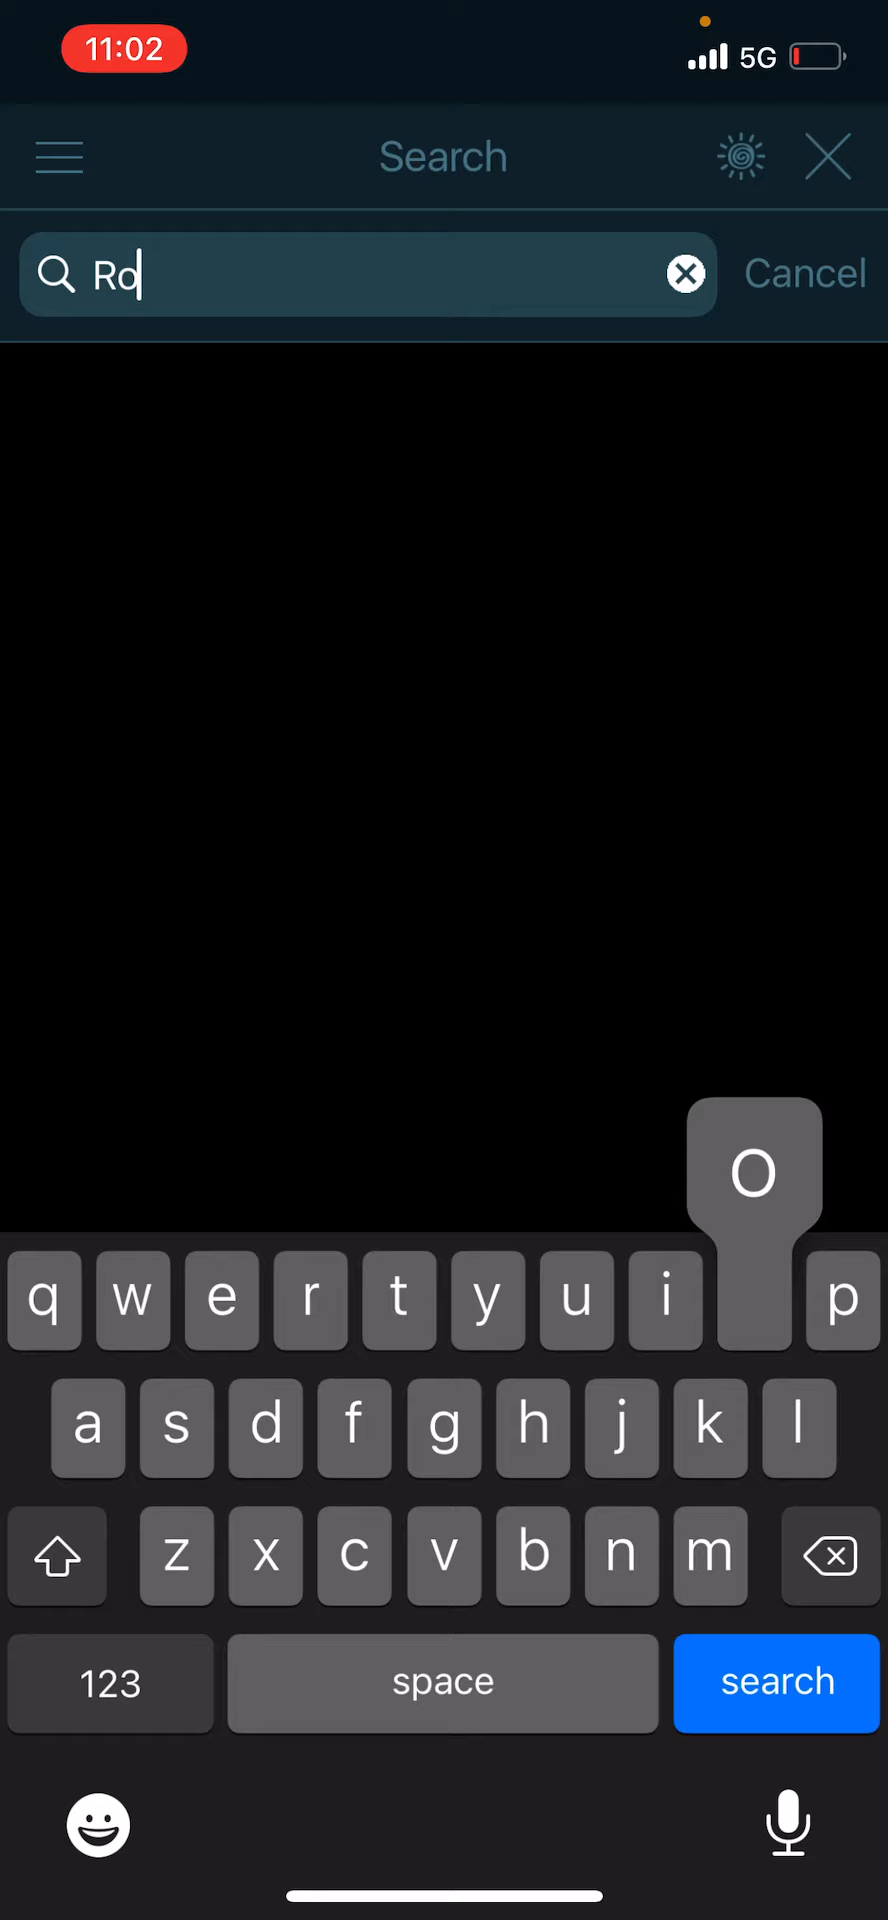 11:02 5G
Search
Ro Cancel
O
q w e r t y u i p
a s d f g h j k l
z x c v b n m
123 space search